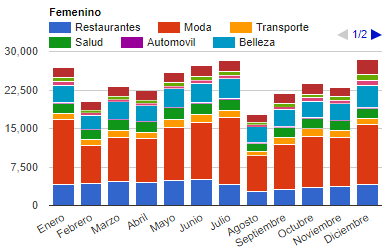 Femenino
Restaurantes Moda Transporte
Salud Automovil Belleza
1/2
30,000
22,500
15,000
7,500
0
Enero
Febrero
Marzo
Abril
Mayo
Junio
Julio
Agosto
Septiembre
Octubre
Noviembre
Diciembre